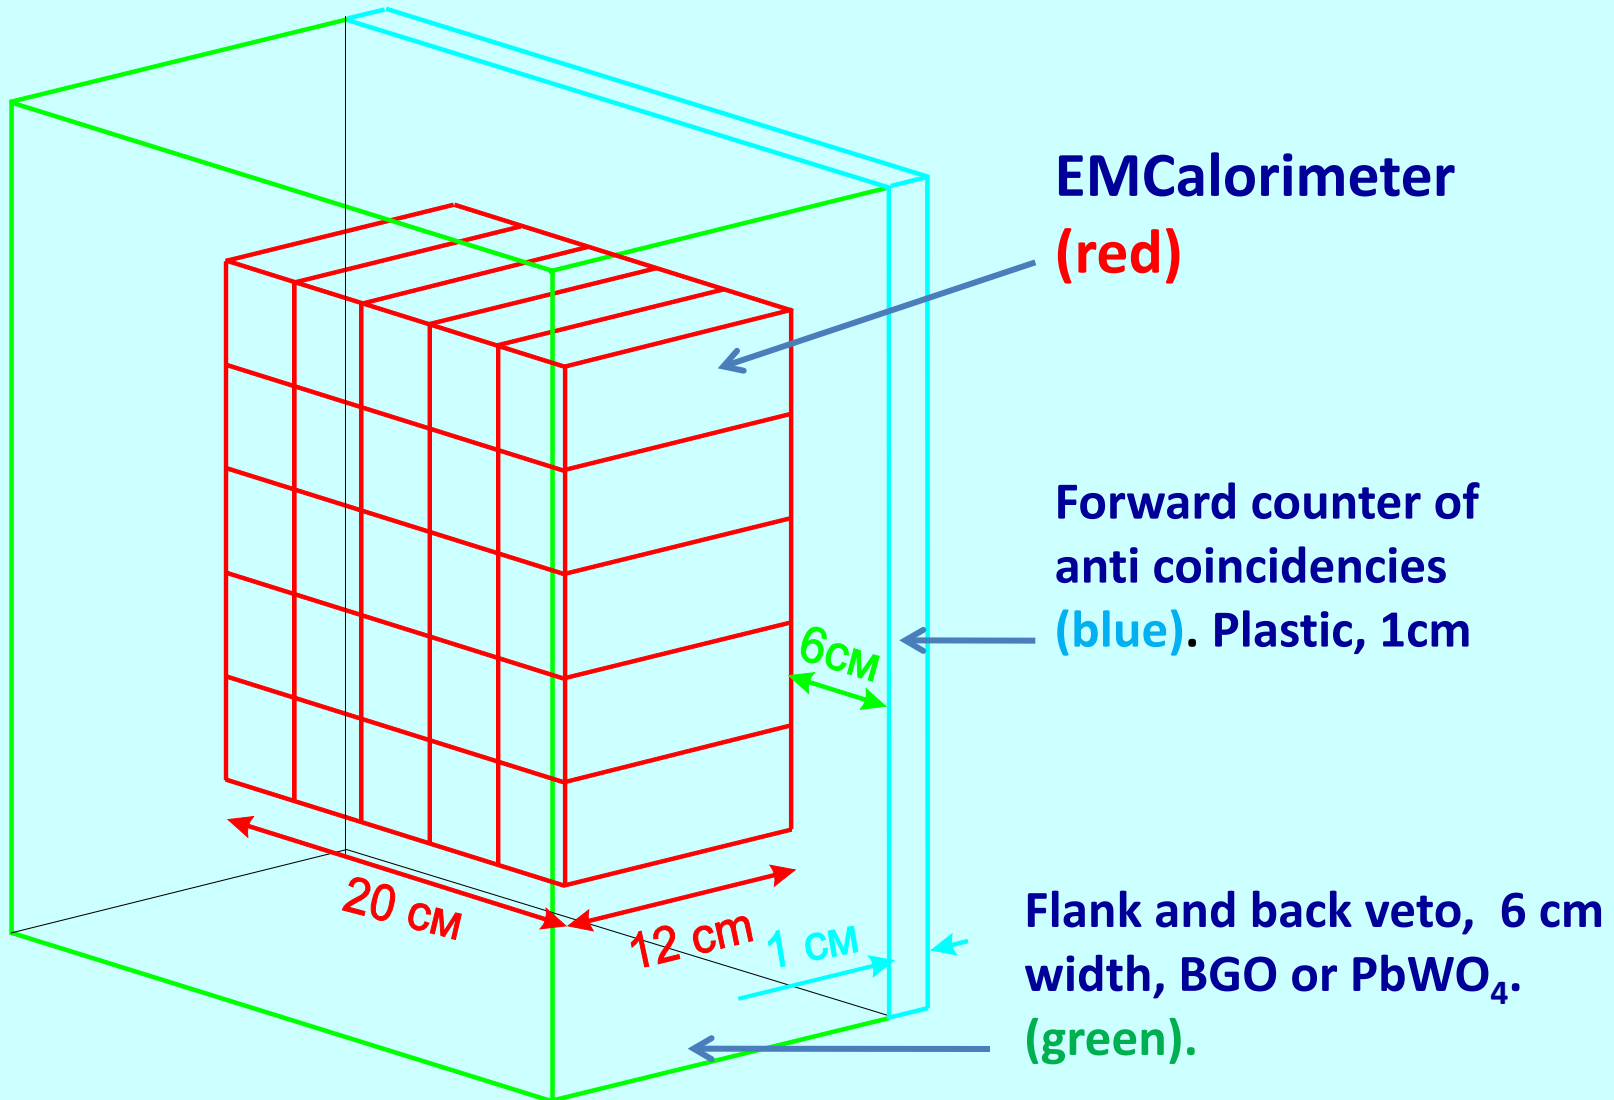 EMCalorimeter
(red)
Forward counter of
anti coincidencies
(blue). Plastic, 1cm
6см
20 см
12 cm
1 см
Flank and back veto, 6 cm
width, BGO or PbWO₄.
(green).